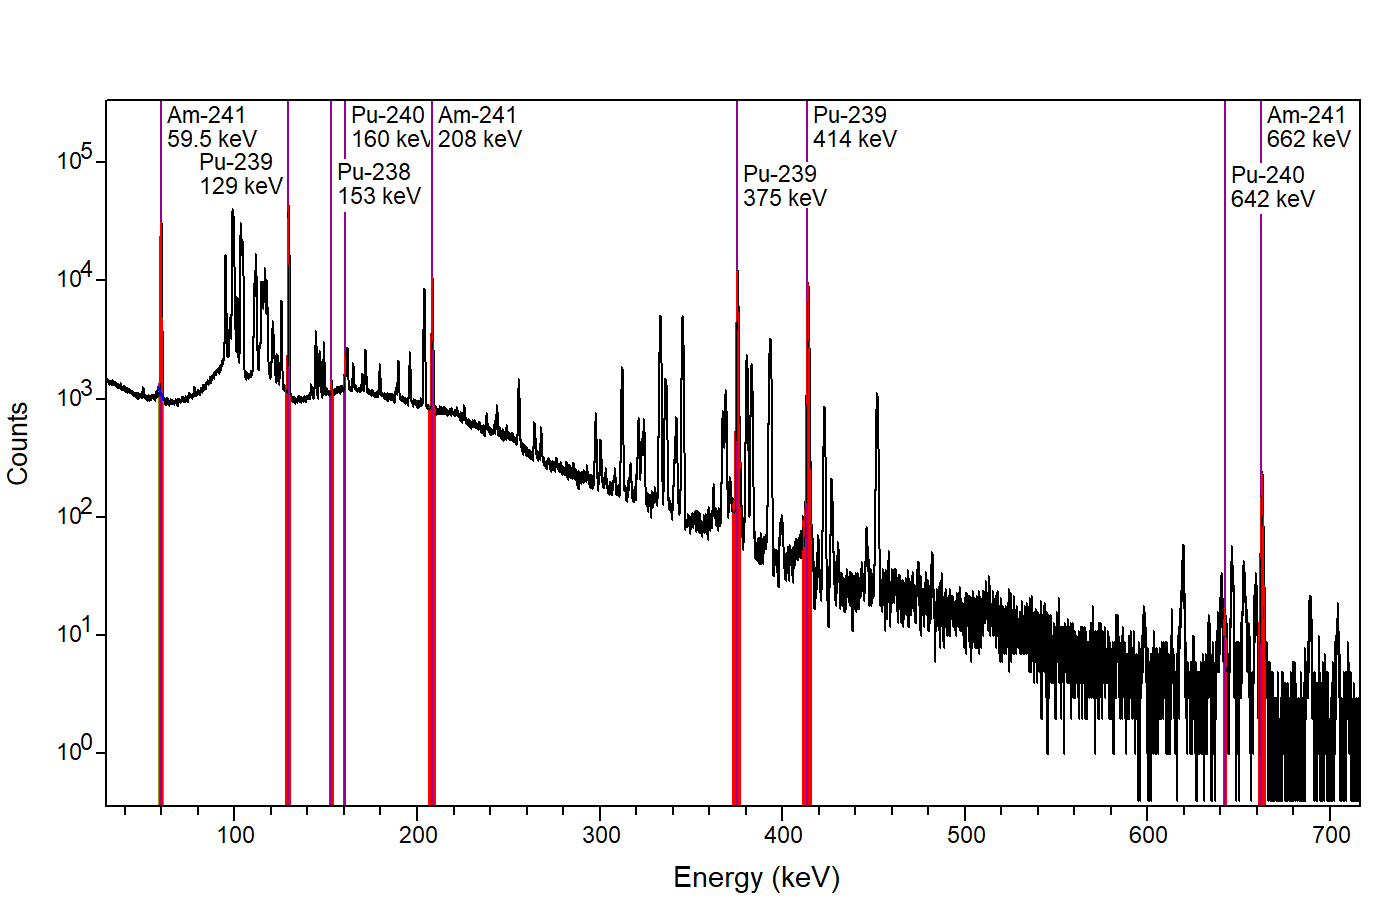 Am-241
59.5 keV
Pu-239
129 keV
Pu-240
160 keV
Pu-238
153 keV
Am-241
208 keV
Pu-239
375 keV
Pu-239
414 keV
Pu-240
642 keV
Am-241
662 keV
10^5
10^4
10^3
10^2
10^1
10^0
Counts
100 200 300 400 500 600 700
Energy (keV)